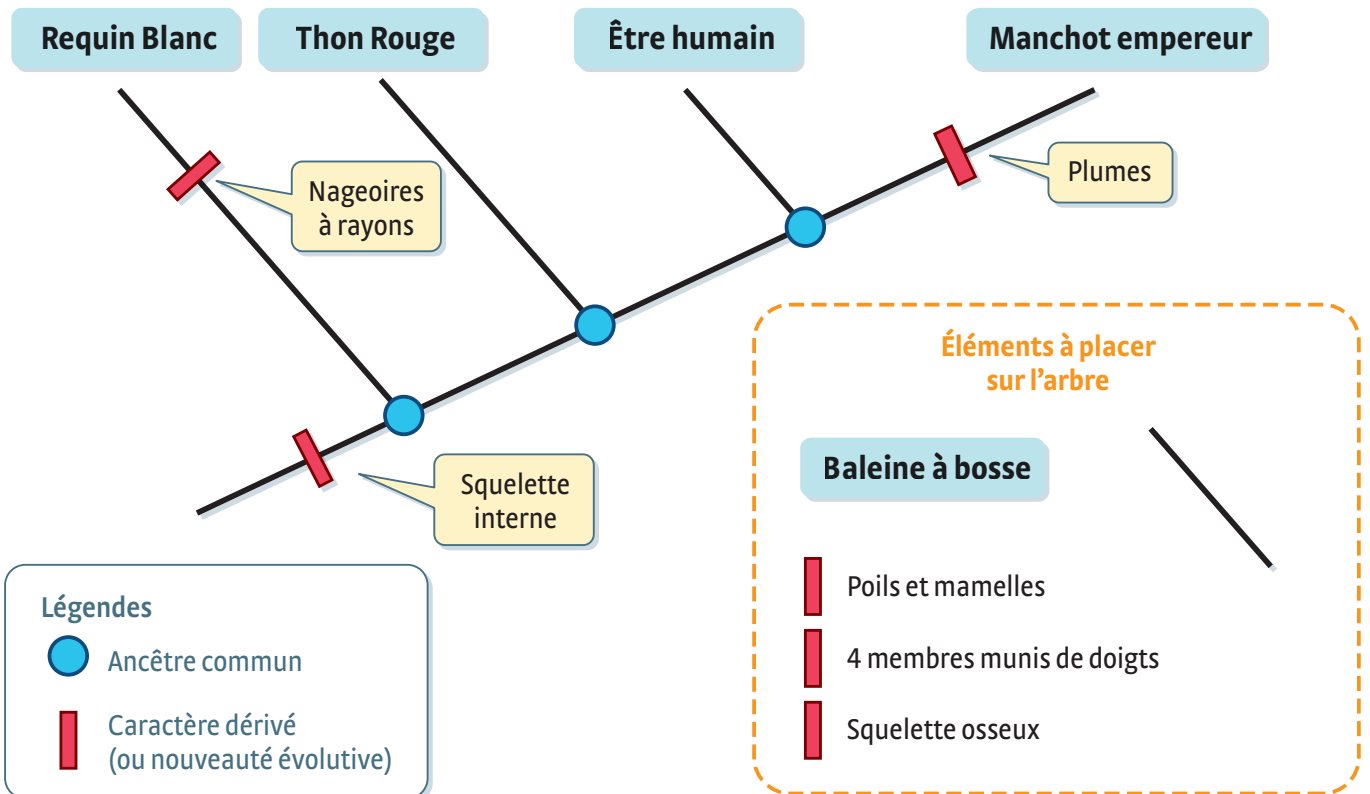 Requin Blanc
Thon Rouge
Être humain
Manchot empereur
Nageoires
à rayons
Plumes
Squelette
interne
Légendes
Ancêtre commun
Caractère dérivé
(ou nouveauté évolutive)
Éléments à placer
sur l’arbre
Baleine à bosse
Poils et mamelles
4 membres munis de doigts
Squelette osseux